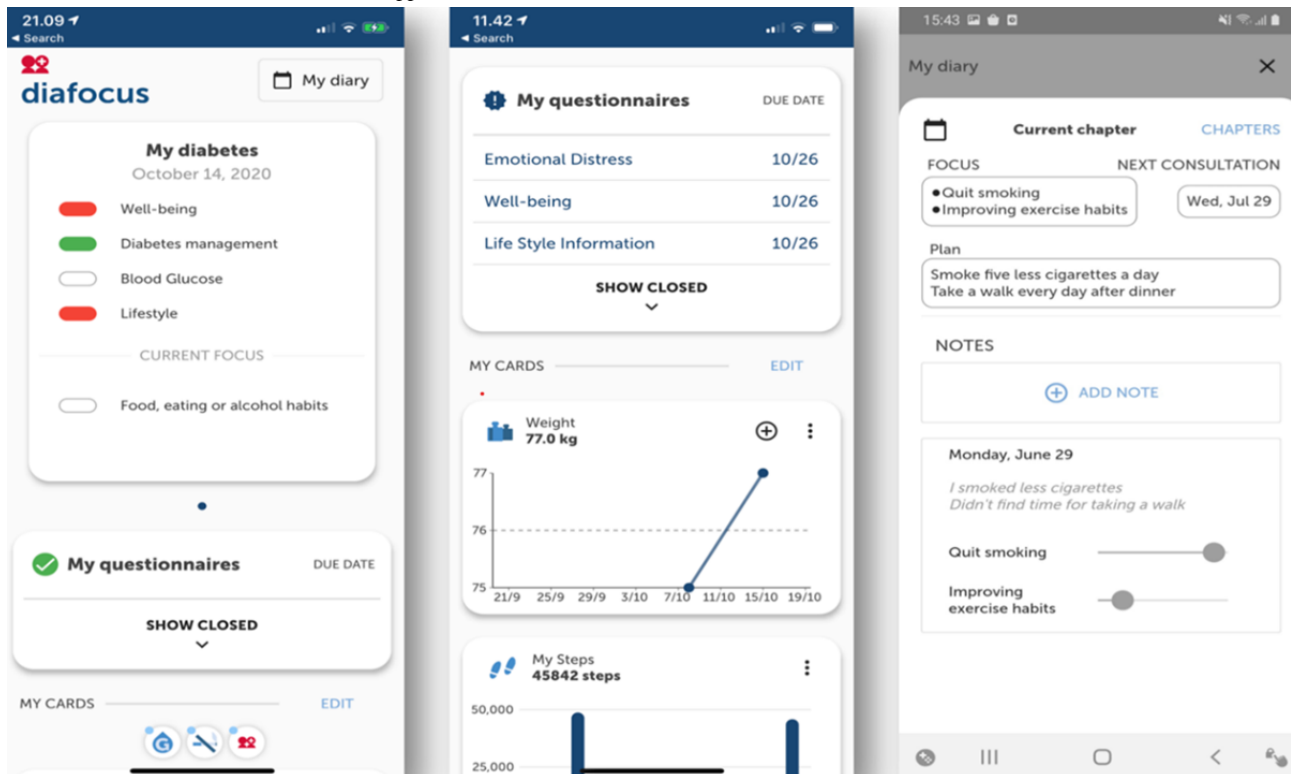 21.09
◄ Search
diafocus
My diary
My diabetes
October 14, 2020
Well-being
Diabetes management
Blood Glucose
Lifestyle
CURRENT FOCUS
Food, eating or alcohol habits
My questionnaires DUE DATE
SHOW CLOSED
MY CARDS EDIT
11.42
◄ Search
My questionnaires DUE DATE
Emotional Distress 10/26
Well-being 10/26
Life Style Information 10/26
SHOW CLOSED
MY CARDS EDIT
Weight
77.0 kg
77
76
75
21/9 25/9 29/9 3/10 7/10 11/10 15/10 19/10
My Steps
45842 steps
50,000
25,000
15:43
My diary
Current chapter CHAPTERS
FOCUS NEXT CONSULTATION
•Quit smoking
•Improving exercise habits
Wed, Jul 29
Plan
Smoke five less cigarettes a day
Take a walk every day after dinner
NOTES
ADD NOTE
Monday, June 29
I smoked less cigarettes
Didn't find time for taking a walk
Quit smoking
Improving
exercise habits